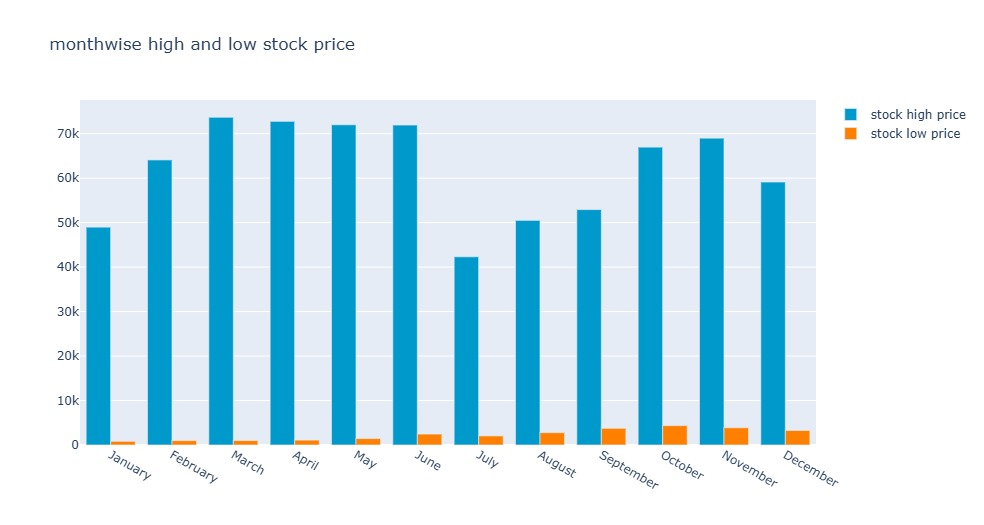 monthwise high and low stock price
stock high price
stock low price
70k
60k
50k
40k
30k
20k
10k
0
January
February
March
April
May
June
July
August
September
October
November
December